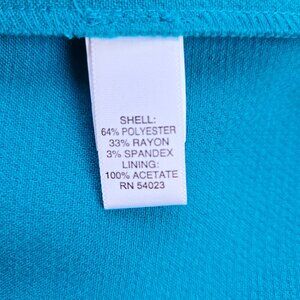 SHELL:
64% POLYESTER
33% RAYON
3% SPANDEX
LINING:
100% ACETATE
RN 54023